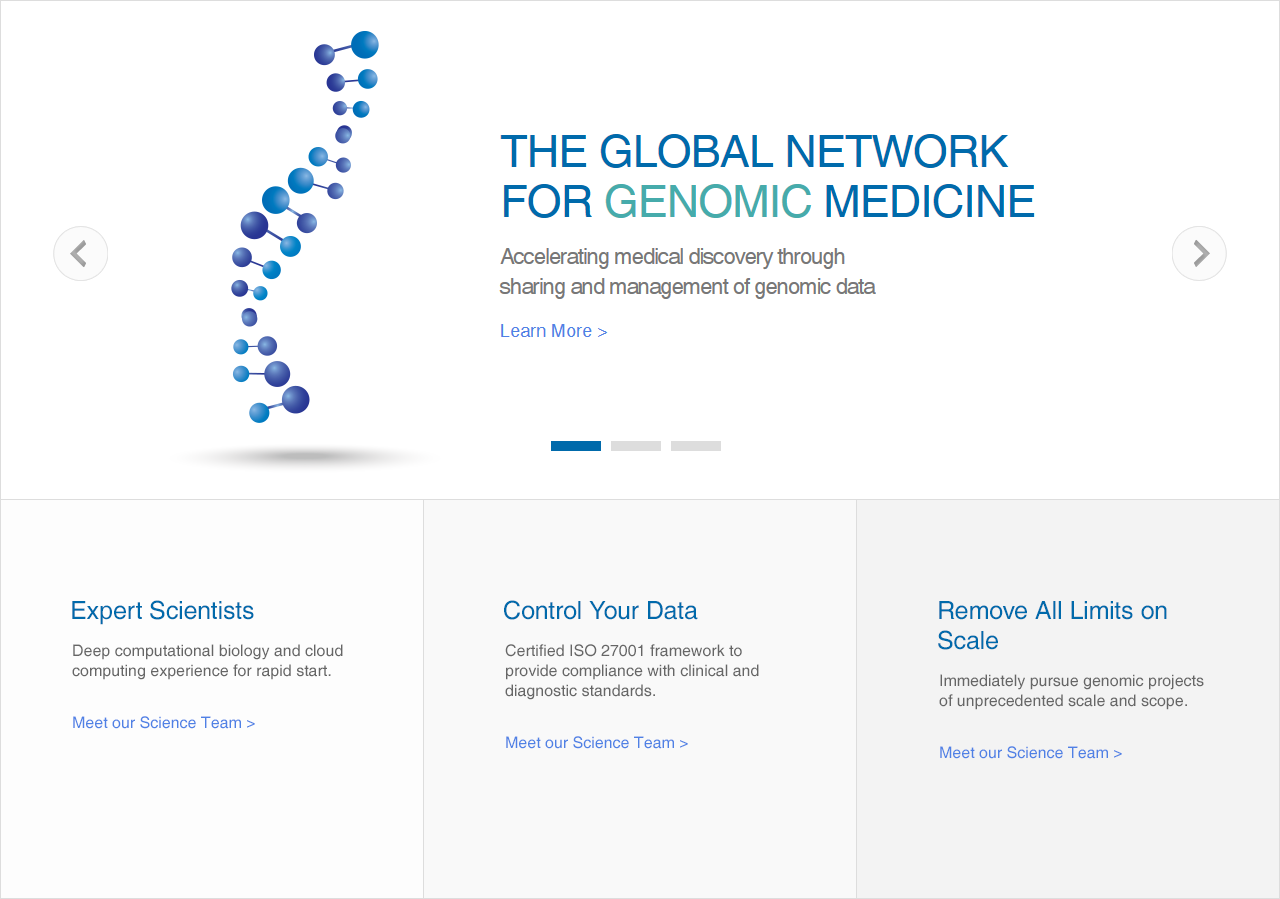 THE GLOBAL NETWORK
FOR GENOMIC MEDICINE
Accelerating medical discovery through
sharing and management of genomic data
Learn More >
Expert Scientists
Deep computational biology and cloud
computing experience for rapid start.
Meet our Science Team >
Control Your Data
Certified ISO 27001 framework to
provide compliance with clinical and
diagnostic standards.
Meet our Science Team >
Remove All Limits on
Scale
Immediately pursue genomic projects
of unprecedented scale and scope.
Meet our Science Team >